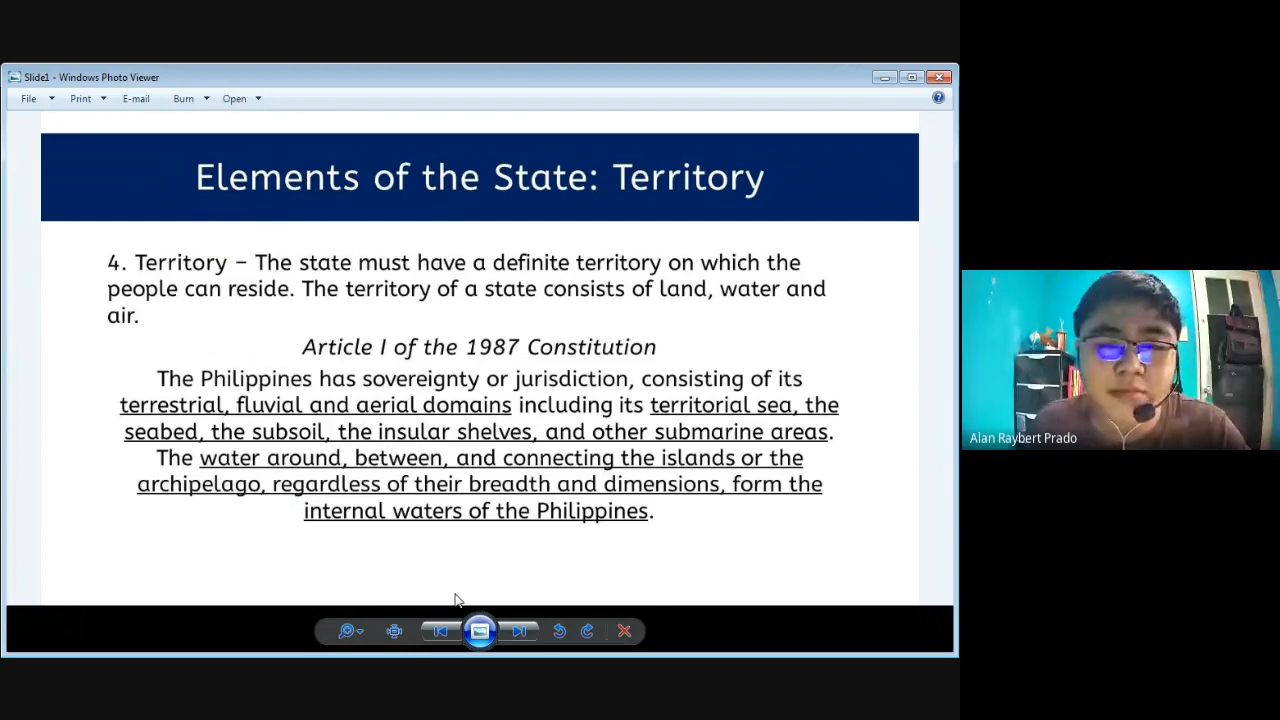 Slide1 - Windows Photo Viewer
File Print E-mail Burn Open
Elements of the State: Territory
4. Territory – The state must have a definite territory on which the
people can reside. The territory of a state consists of land, water and
air.
Article I of the 1987 Constitution
The Philippines has sovereignty or jurisdiction, consisting of its
terrestrial, fluvial and aerial domains including its territorial sea, the
seabed, the subsoil, the insular shelves, and other submarine areas.
The water around, between, and connecting the islands or the
archipelago, regardless of their breadth and dimensions, form the
internal waters of the Philippines.
Alan Raybert Prado